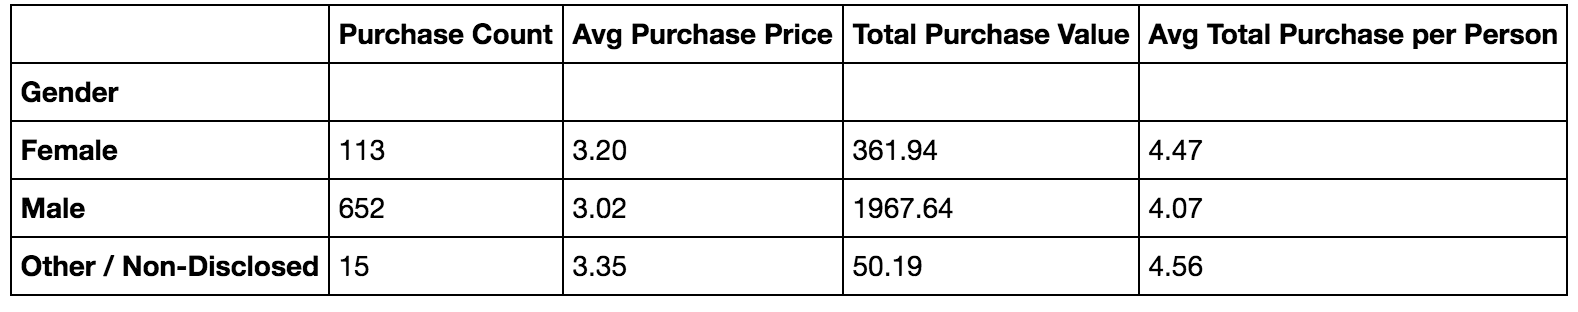 Purchase Count Avg Purchase Price Total Purchase Value Avg Total Purchase per Person
Gender
Female 113 3.20 361.94 4.47
Male 652 3.02 1967.64 4.07
Other / Non-Disclosed 15 3.35 50.19 4.56